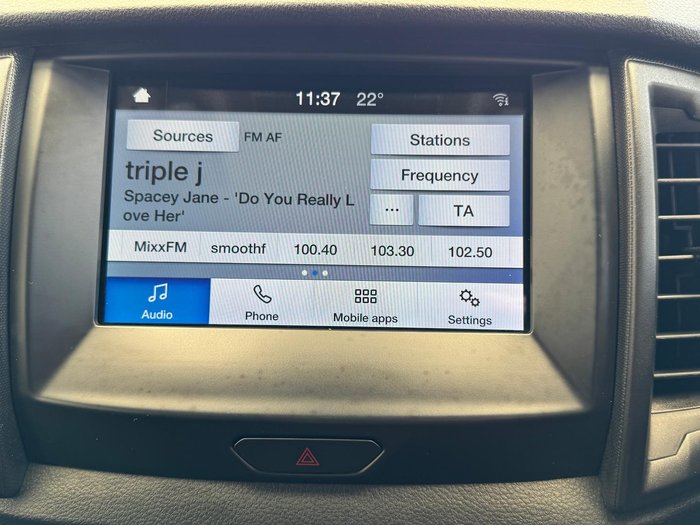 11:37 22°
Sources FM AF Stations
triple j
Frequency
Spacey Jane - 'Do You Really L
ove Her'
... TA
MixxFM smoothf 100.40 103.30 102.50
Audio Phone Mobile apps Settings